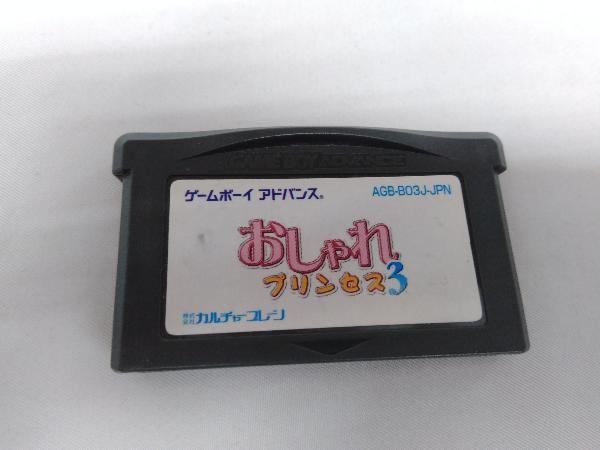 GAME BOY ADVANCE
ゲームボーイ アドバンス®
AGB-B03J-JPN
おしゃれ
プリンセス3
株式会社 カルチャーブレーン